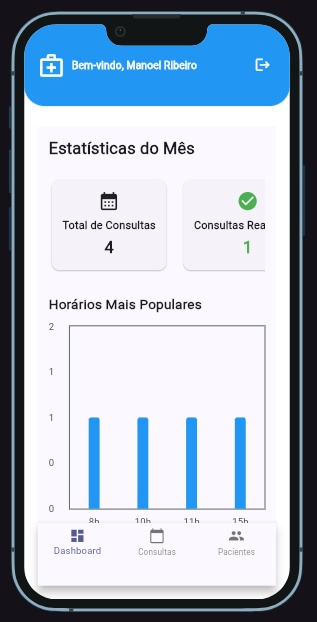 Bem-vindo, Manoel Ribeiro
Estatísticas do Mês
Total de Consultas
4
Consultas Rea
1
Horários Mais Populares
2
1
1
0
0
8h 10h 11h 15h
Dashboard Consultas Pacientes